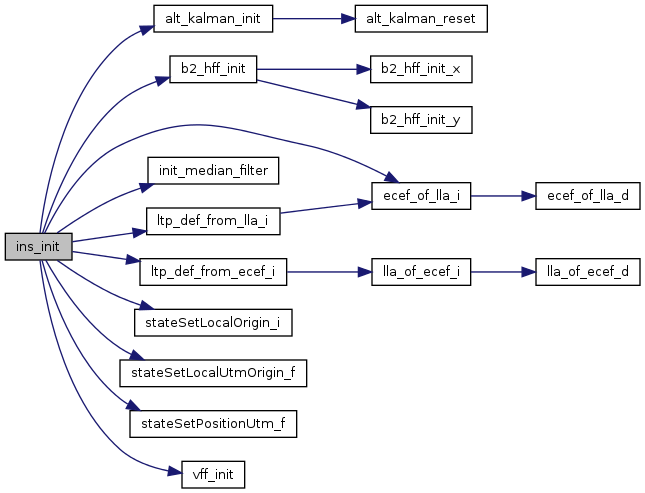 alt_kalman_init
alt_kalman_reset
b2_hff_init
b2_hff_init_x
b2_hff_init_y
init_median_filter
ecef_of_lla_i
ecef_of_lla_d
ltp_def_from_lla_i
ins_init
ltp_def_from_ecef_i
lla_of_ecef_i
lla_of_ecef_d
stateSetLocalOrigin_i
stateSetLocalUtmOrigin_f
stateSetPositionUtm_f
vff_init